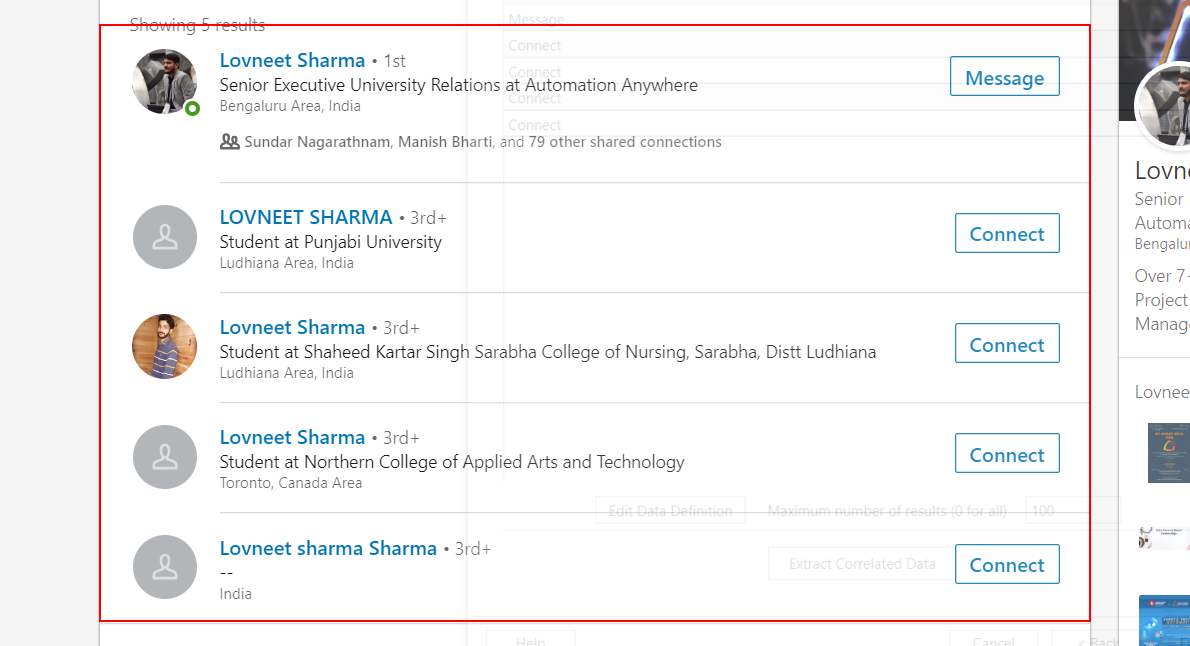 Showing 5 results
Message
Connect
Connect
Connect
Connect
Lovneet Sharma • 1st
Senior Executive University Relations at Automation Anywhere
Bengaluru Area, India
Sundar Nagarathnam, Manish Bharti, and 79 other shared connections
Message
LOVNEET SHARMA • 3rd+
Student at Punjabi University
Ludhiana Area, India
Connect
Lovneet Sharma • 3rd+
Student at Shaheed Kartar Singh Sarabha College of Nursing, Sarabha, Distt Ludhiana
Ludhiana Area, India
Connect
Lovneet Sharma • 3rd+
Student at Northern College of Applied Arts and Technology
Toronto, Canada Area
Connect
Edit Data Definition
Maximum number of results (0 for all) 100
Lovneet sharma Sharma • 3rd+
--
India
Extract Correlated Data
Connect
Help
Cancel
< Back
Lovne
Senior
Automa
Bengalu
Over 7-
Project
Manag
Lovnee